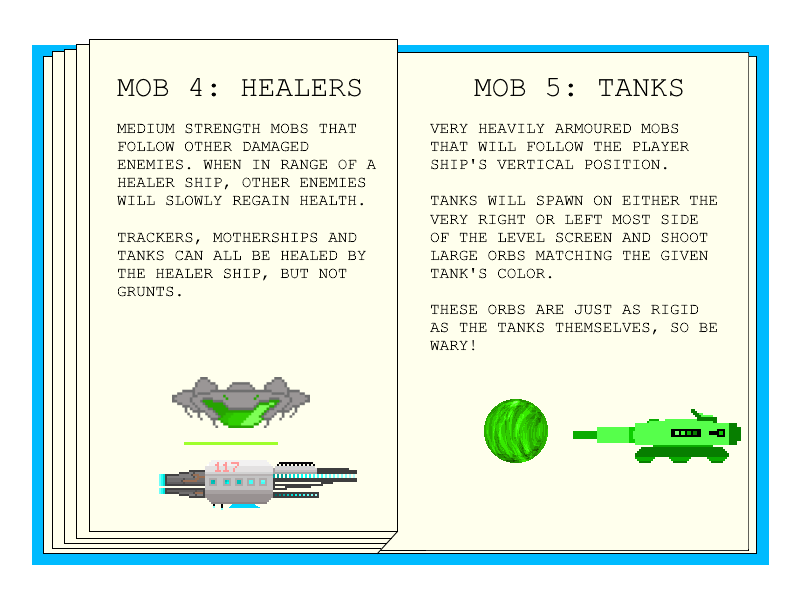 MOB 4: HEALERS
MEDIUM STRENGTH MOBS THAT
FOLLOW OTHER DAMAGED
ENEMIES. WHEN IN RANGE OF A
HEALER SHIP, OTHER ENEMIES
WILL SLOWLY REGAIN HEALTH.
TRACKERS, MOTHERSHIPS AND
TANKS CAN ALL BE HEALED BY
THE HEALER SHIP, BUT NOT
GRUNTS.
117
MOB 5: TANKS
VERY HEAVILY ARMOURED MOBS
THAT WILL FOLLOW THE PLAYER
SHIP'S VERTICAL POSITION.
TANKS WILL SPAWN ON EITHER THE
VERY RIGHT OR LEFT MOST SIDE
OF THE LEVEL SCREEN AND SHOOT
LARGE ORBS MATCHING THE GIVEN
TANK'S COLOR.
THESE ORBS ARE JUST AS RIGID
AS THE TANKS THEMSELVES, SO BE
WARY!